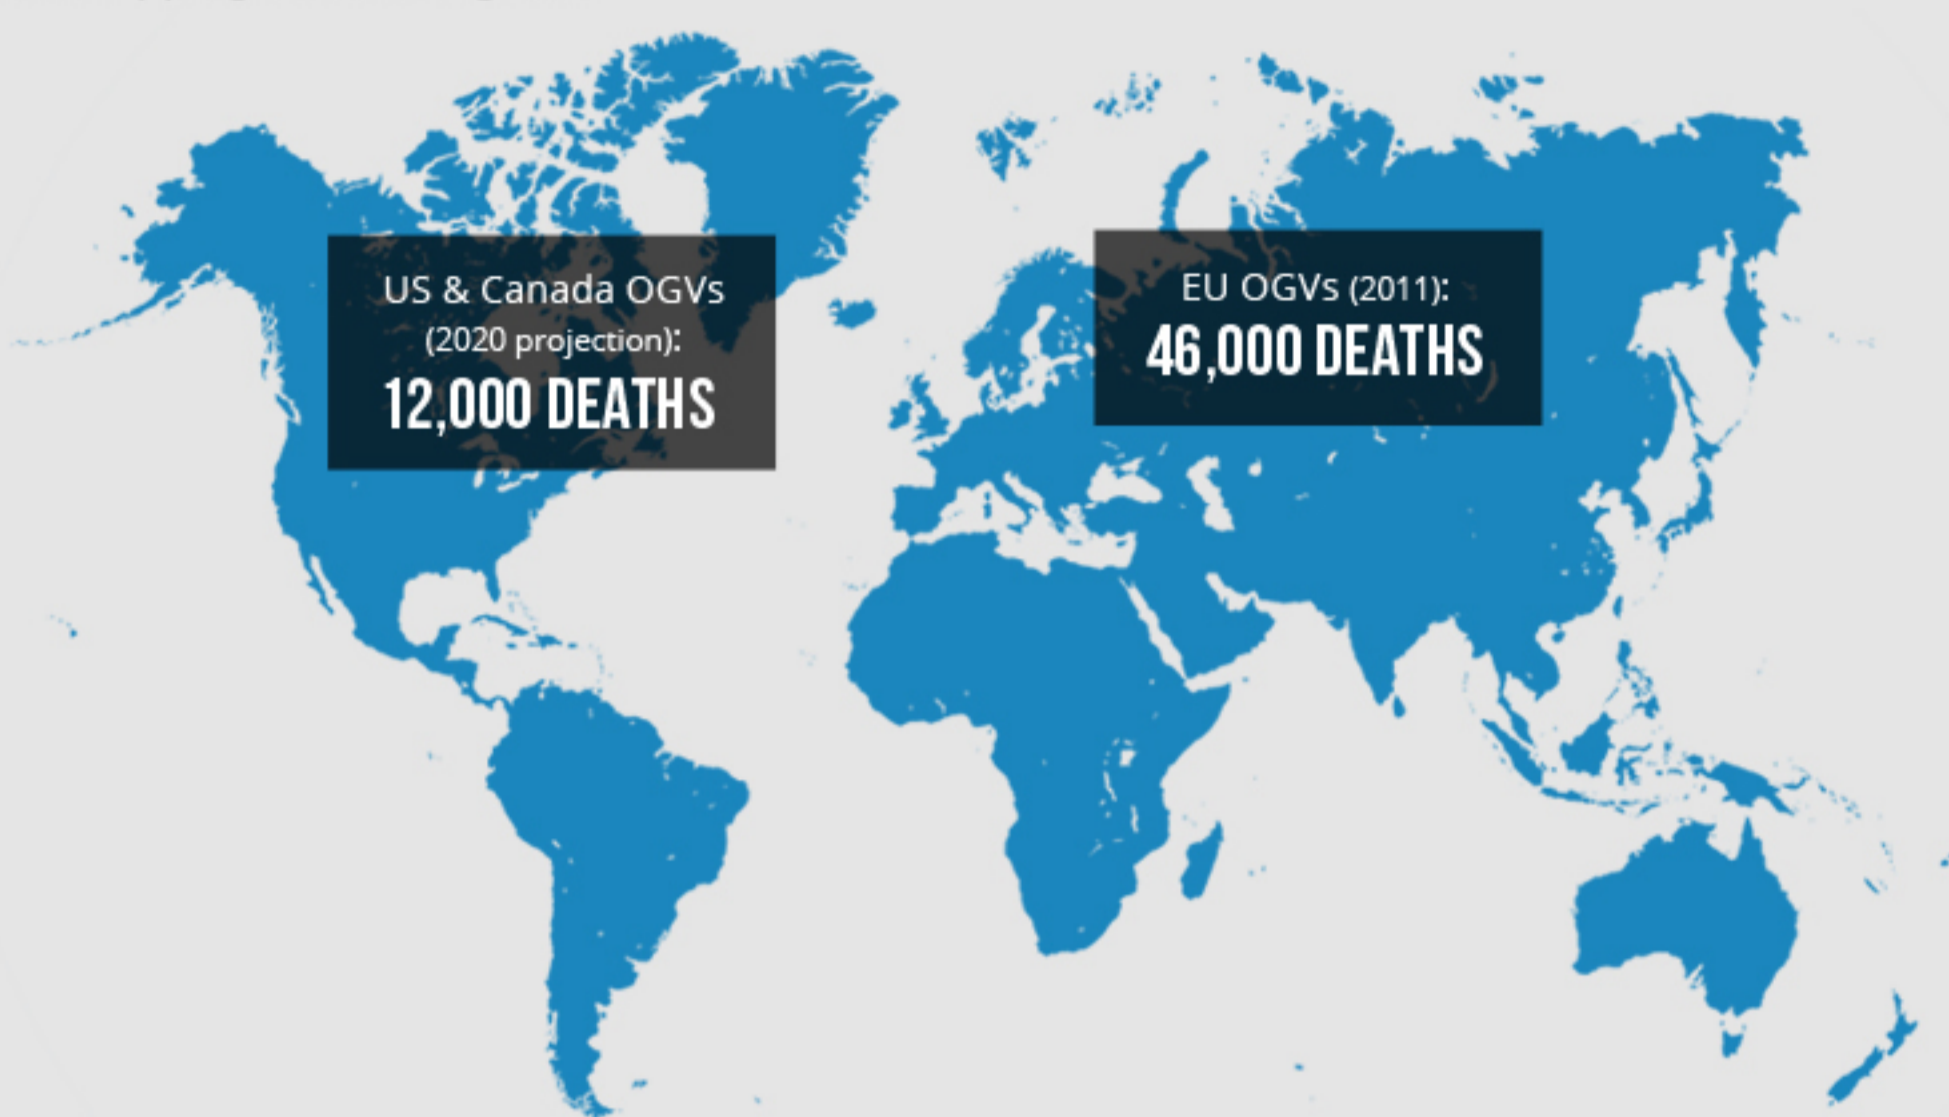 US & Canada OGVs
(2020 projection):
12,000 DEATHS
EU OGVs (2011):
46,000 DEATHS